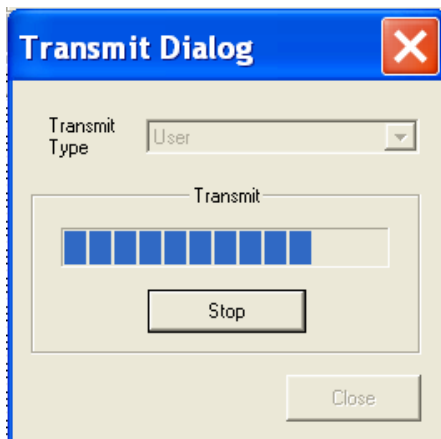 Transmit Dialog
Transmit
Type
User
Transmit
Stop
Close